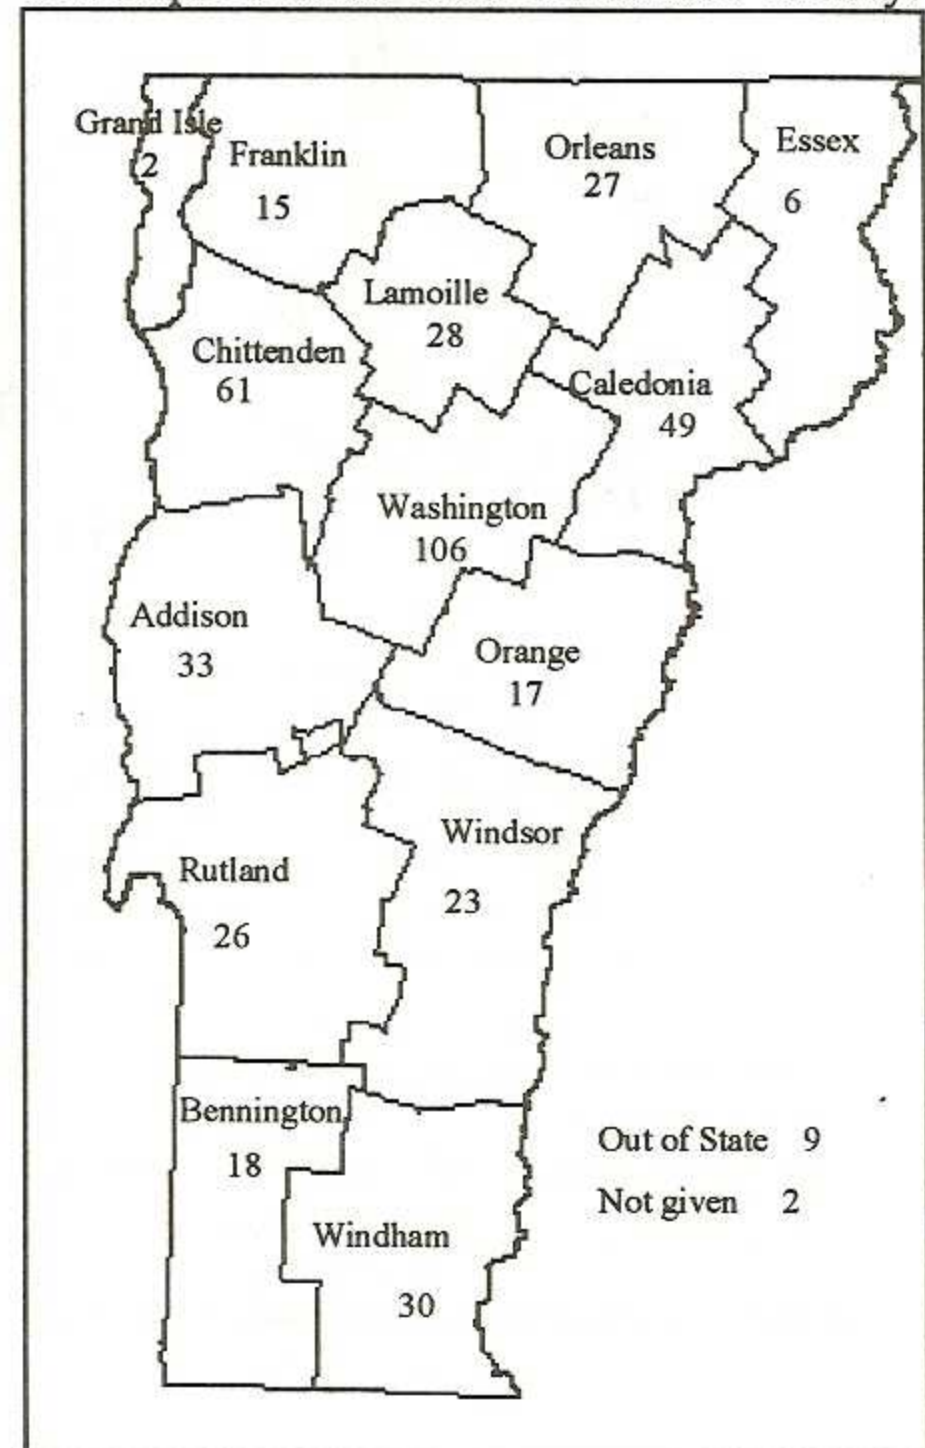 Grand Isle
2
Franklin
15
Orleans
27
Essex
6
Lamoille
28
Chittenden
61
Caledonia
49
Washington
106
Addison
33
Orange
17
Windsor
23
Rutland
26
Bennington
18
Out of State 9
Not given 2
Windham
30